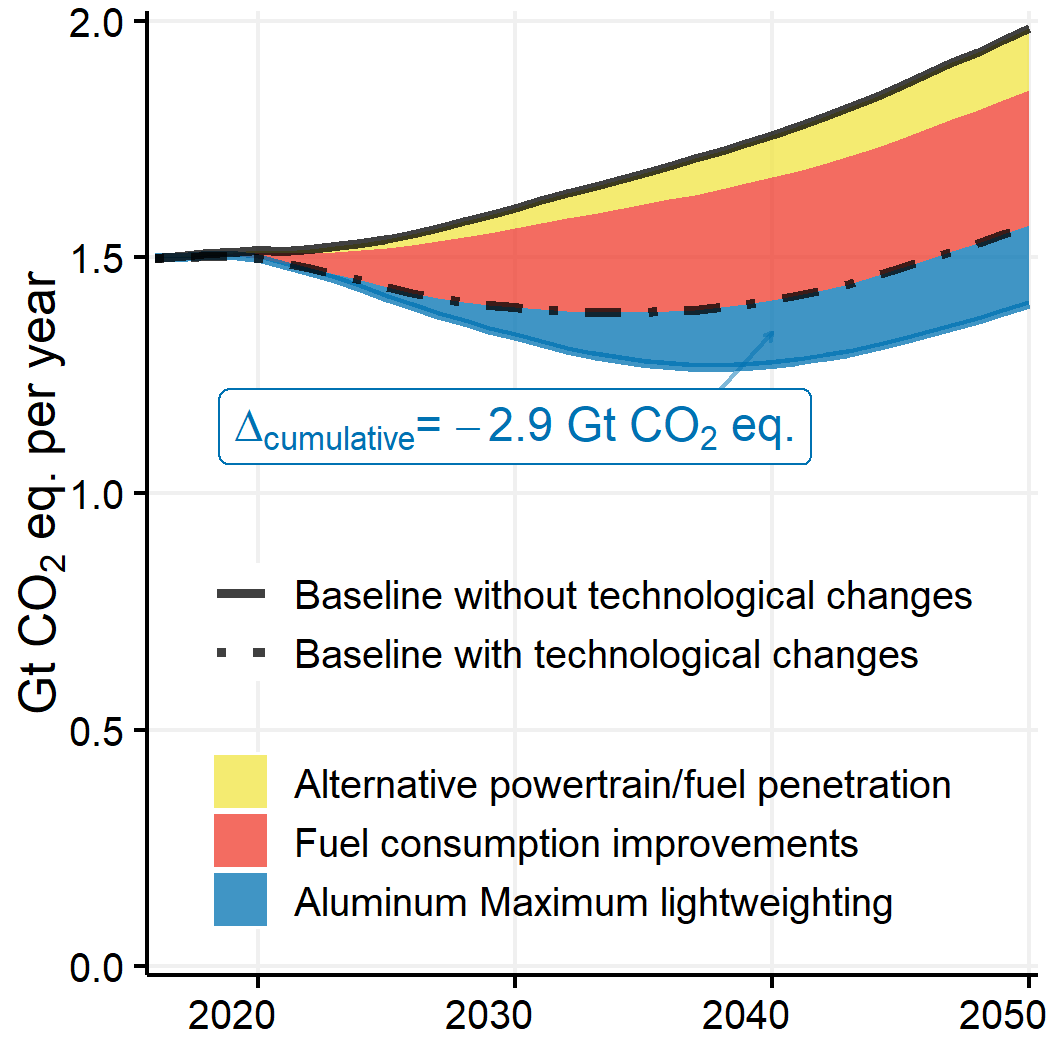 2.0
1.5
1.0
0.5
0.0
Gt CO₂ eq. per year
Δcumulative= −2.9 Gt CO₂ eq.
Baseline without technological changes
Baseline with technological changes
Alternative powertrain/fuel penetration
Fuel consumption improvements
Aluminum Maximum lightweighting
2020 2030 2040 2050